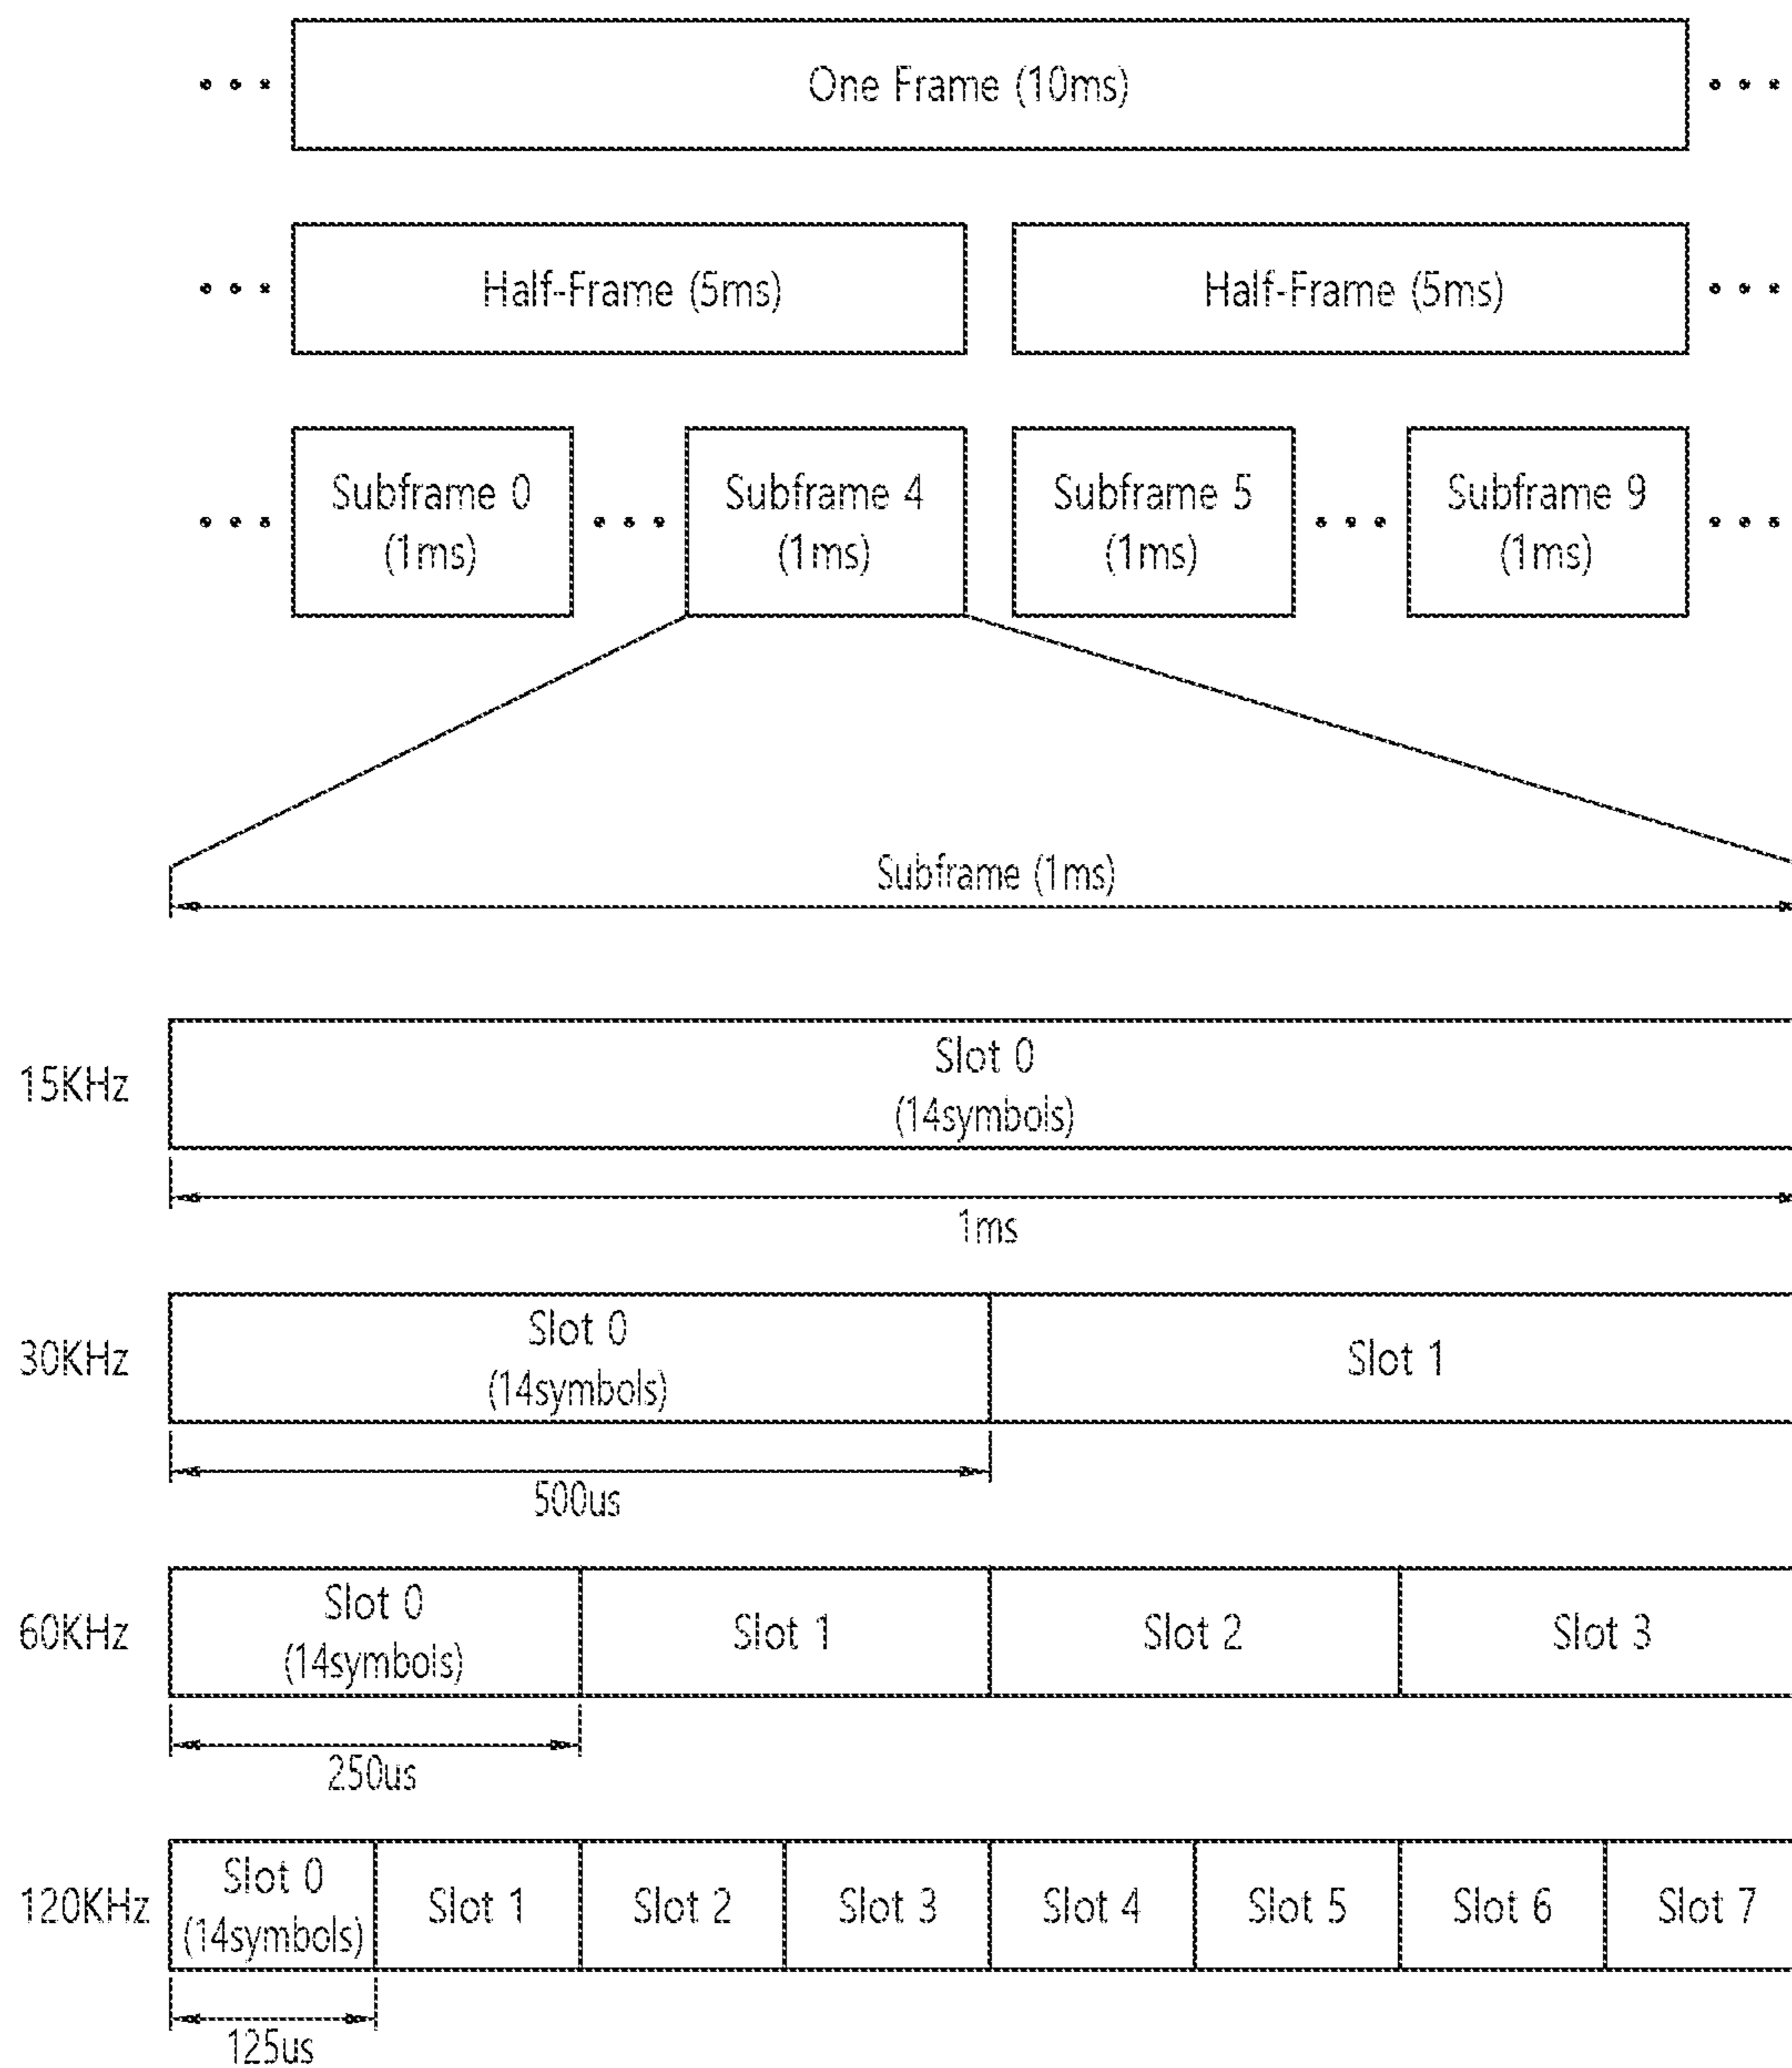 One Frame (10ms)
Half-Frame (5ms) Half-Frame (5ms)
Subframe 0 Subframe 4 Subframe 5 Subframe 9
(1ms) (1ms) (1ms) (1ms)
Subframe (1ms)
15KHz
Slot 0
(14symbols)
1ms
30KHz
Slot 0
(14symbols)
Slot 1
500us
60KHz
Slot 0
(14symbols)
Slot 1 Slot 2 Slot 3
250us
120KHz
Slot 0
(14symbols)
Slot 1 Slot 2 Slot 3 Slot 4 Slot 5 Slot 6 Slot 7
125us